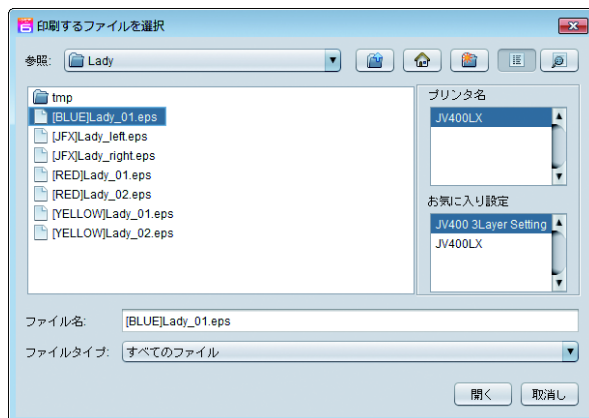 印刷するファイルを選択
参照: Lady
tmp
[BLUE]Lady_01.eps
[JFX]Lady_left.eps
[JFX]Lady_right.eps
[RED]Lady_01.eps
[RED]Lady_02.eps
[YELLOW]Lady_01.eps
[YELLOW]Lady_02.eps
プリンタ名
JV400LX
お気に入り設定
JV400 3Layer Setting
JV400LX
ファイル名: [BLUE]Lady_01.eps
ファイルタイプ: すべてのファイル
開く 取消し